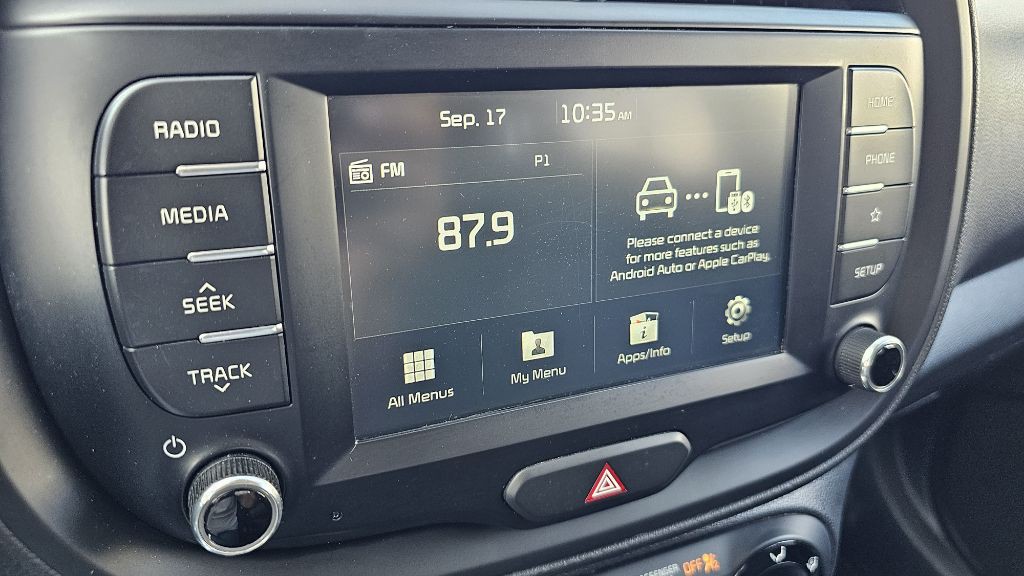 RADIO
MEDIA
SEEK
TRACK
Sep. 17 10:35 AM
FM P1
87.9
Please connect a device
for more features such as
Android Auto or Apple CarPlay.
All Menus
My Menu
Apps/Info
Setup
HOME
PHONE
SETUP
PASSENGER OFF